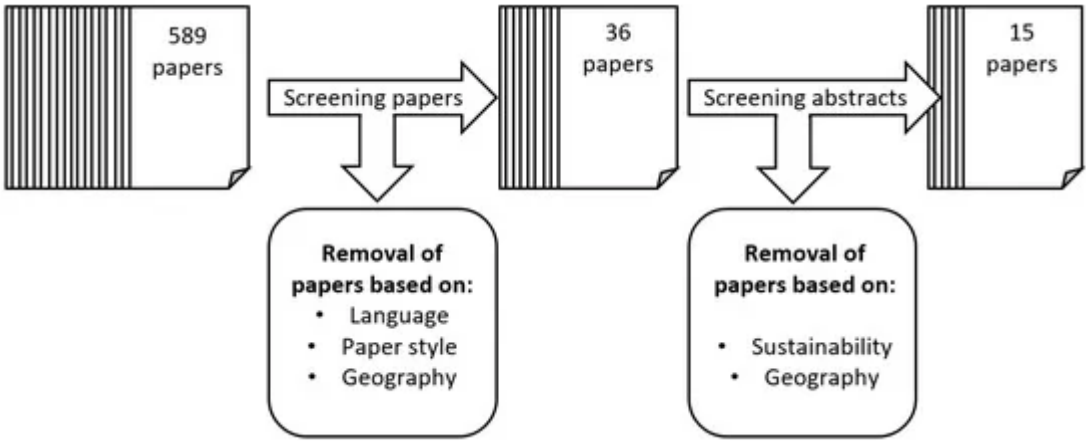 589
papers
Screening papers
36
papers
Screening abstracts
15
papers
Removal of
papers based on:
• Language
• Paper style
• Geography
Removal of
papers based on:
• Sustainability
• Geography